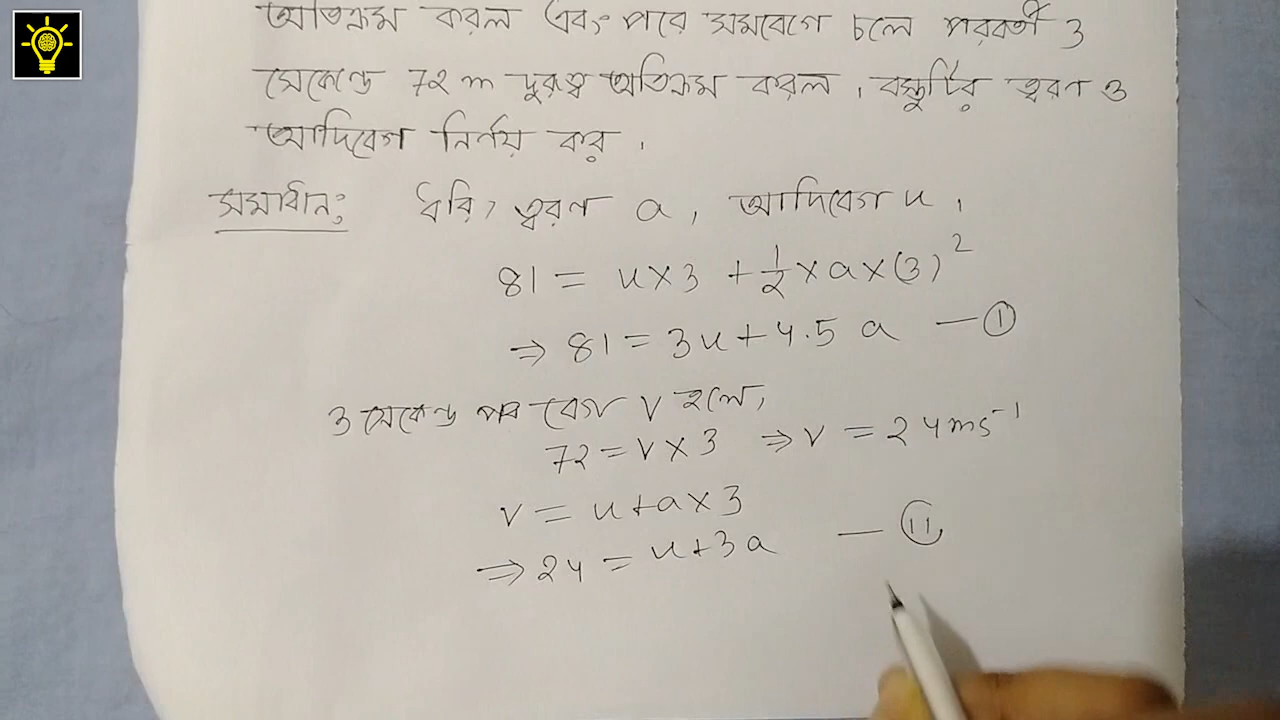 অতিক্রম করল এবং পরে সমবেগে চলে পরবর্তী 3
সেকেন্ডে 72 m দূরত্ব অতিক্রম করল । বস্তুটির ত্বরণ ও
আদিবেগ নির্ণয় কর ।
সমাধান: ধরি, ত্বরণ a, আদিবেগ u,
81 = u×3 + 1/2 × a × (3)²
⇒ 81 = 3u + 4.5 a — ①
3 সেকেন্ড পর বেগ v হলে,
72 = v × 3 ⇒ v = 24 ms⁻¹
v = u + a × 3
⇒ 24 = u + 3a — ⑪